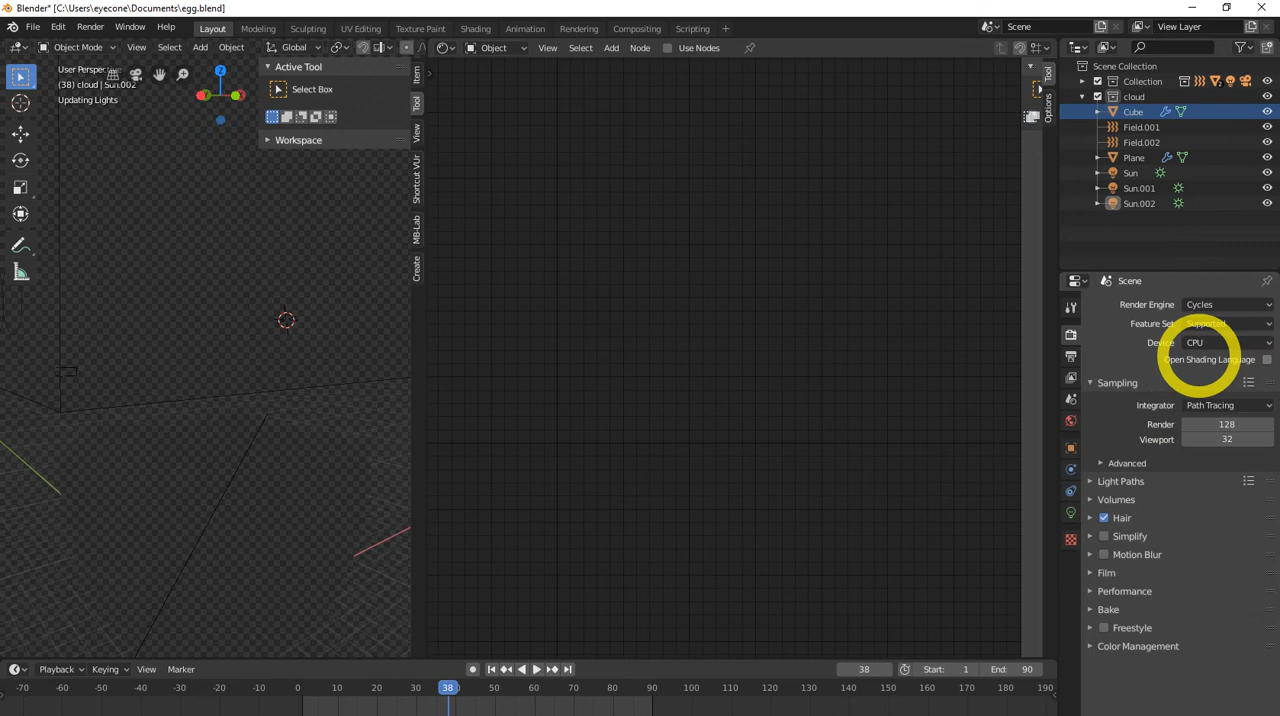 Blender* [C:\Users\eyecone\Documents\egg.blend]
File Edit Render Window Help Layout Modeling Sculpting UV Editing Texture Paint Shading Animation Rendering Compositing Scripting + Scene View Layer
Object Mode View Select Add Object Global Object View Select Add Node Use Nodes
User Perspe
(38) cloud | Sun.002
Updating Lights
Z
Active Tool
Select Box
Workspace
Item
Tool
View
Shortcut VUr
MB-Lab
Create
Tool
Options
Scene Collection
Collection
2
cloud
Cube
Field.001
Field.002
Plane
Sun
Sun.001
Sun.002
Scene
Render Engine Cycles
Feature Set Supported
Device CPU
Open Shading Language
Sampling
Integrator Path Tracing
Render 128
Viewport 32
Advanced
Light Paths
Volumes
Hair
Simplify
Motion Blur
Film
Performance
Bake
Freestyle
Color Management
Playback Keying View Marker 38 Start: 1 End: 90
-70 -60 -50 -40 -30 -20 -10 0 10 20 30 38 50 60 70 80 90 100 110 120 130 140 150 160 170 180 190